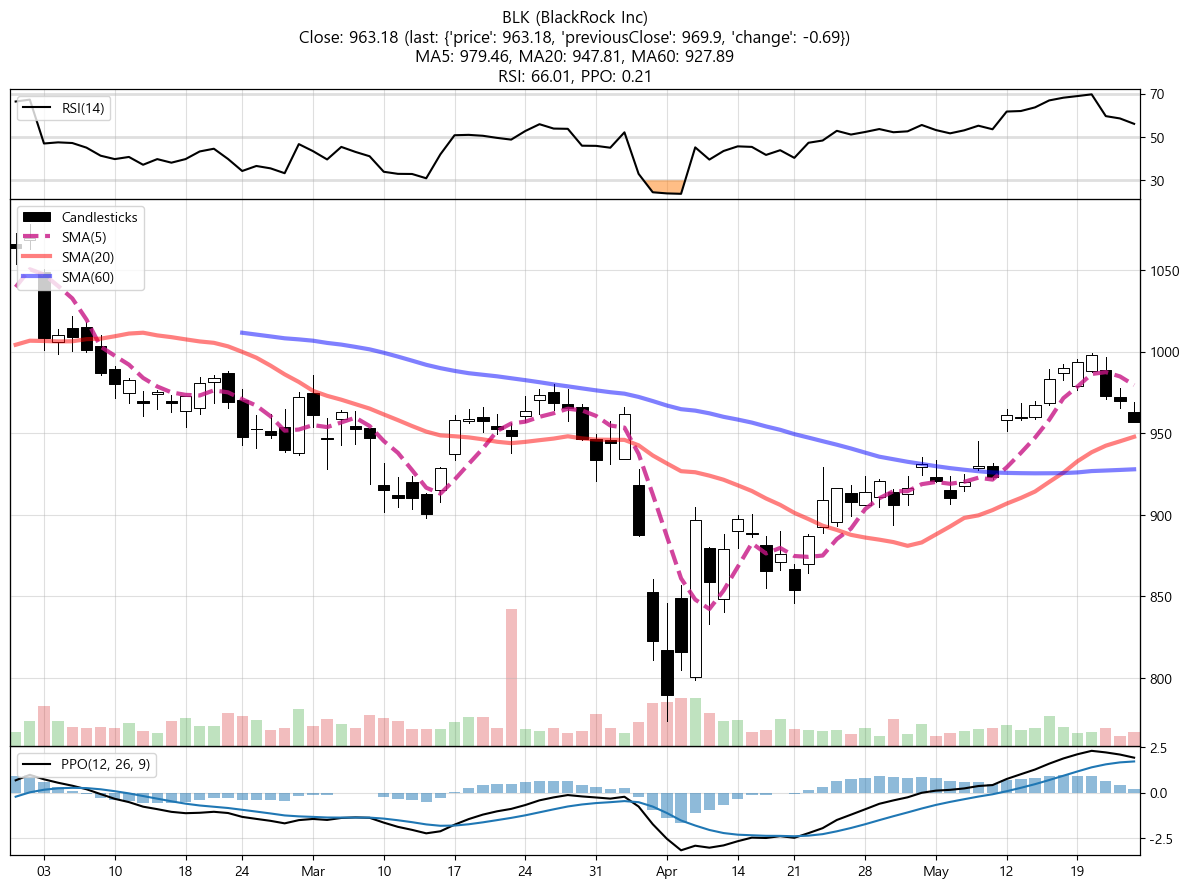 BLK (BlackRock Inc)
Close: 963.18 (last: {'price': 963.18, 'previousClose': 969.9, 'change': -0.69})
MA5: 979.46, MA20: 947.81, MA60: 927.89
RSI: 66.01, PPO: 0.21
RSI(14)
70
50
30
Candlesticks
SMA(5)
SMA(20)
SMA(60)
1050
1000
950
900
850
800
PPO(12, 26, 9)
2.5
0.0
-2.5
03 10 18 24 Mar 10 17 24 31 Apr 14 21 28 May 12 19